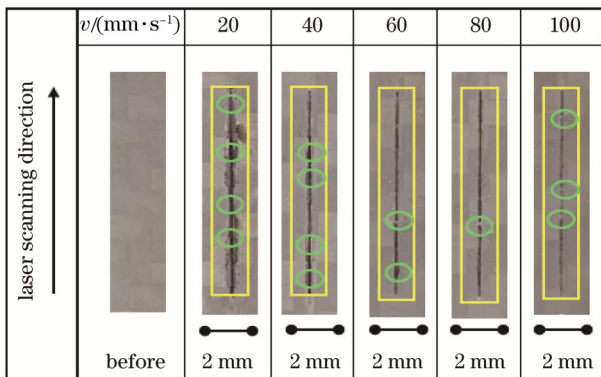 v/(mm·s⁻¹) 20 40 60 80 100
laser scanning direction
before 2 mm 2 mm 2 mm 2 mm 2 mm